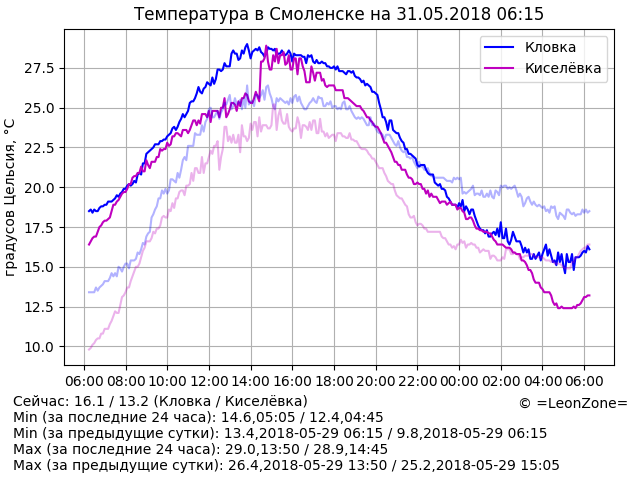 Температура в Смоленске на 31.05.2018 06:15
Кловка
Киселёвка
градусов Цельсия, °C
27.5
25.0
22.5
20.0
17.5
15.0
12.5
10.0
06:00 08:00 10:00 12:00 14:00 16:00 18:00 20:00 22:00 00:00 02:00 04:00 06:00
Сейчас: 16.1 / 13.2 (Кловка / Киселёвка)
© =LeonZone=
Min (за последние 24 часа): 14.6,05:05 / 12.4,04:45
Min (за предыдущие сутки): 13.4,2018-05-29 06:15 / 9.8,2018-05-29 06:15
Max (за последние 24 часа): 29.0,13:50 / 28.9,14:45
Max (за предыдущие сутки): 26.4,2018-05-29 13:50 / 25.2,2018-05-29 15:05